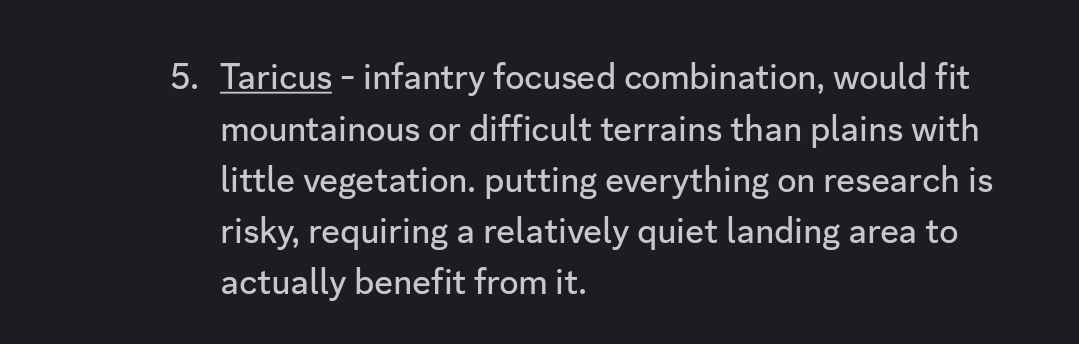 5. Taricus - infantry focused combination, would fit
mountainous or difficult terrains than plains with
little vegetation. putting everything on research is
risky, requiring a relatively quiet landing area to
actually benefit from it.